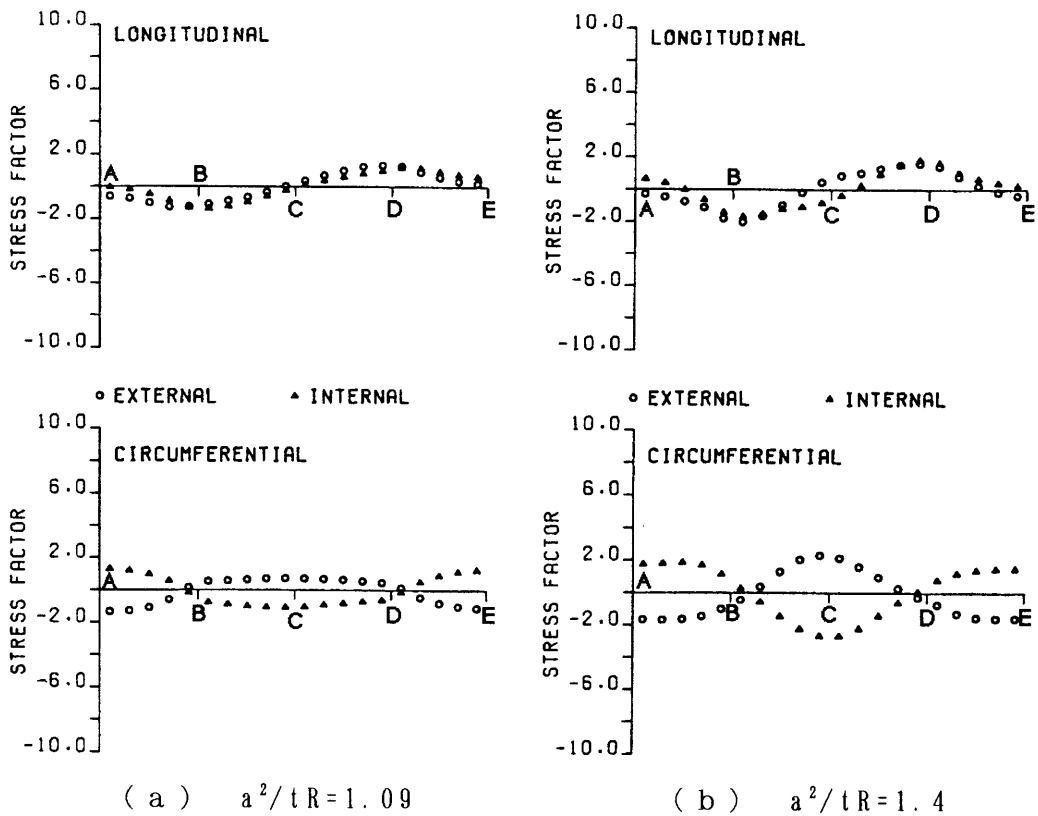 10.0
LONGITUDINAL
6.0
STRESS FACTOR
2.0
A
B
C
D
E
-2.0
-6.0
-10.0
10.0
LONGITUDINAL
6.0
STRESS FACTOR
2.0
B
A
C
D
E
-2.0
-6.0
-10.0
EXTERNAL INTERNAL
EXTERNAL INTERNAL
10.0
CIRCUMFERENTIAL
6.0
STRESS FACTOR
2.0
A
B
C
D
E
-2.0
-6.0
-10.0
10.0
CIRCUMFERENTIAL
6.0
STRESS FACTOR
2.0
A
B
C
D
E
-2.0
-6.0
-10.0
(a) a²/tR=1.09
(b) a²/tR=1.4